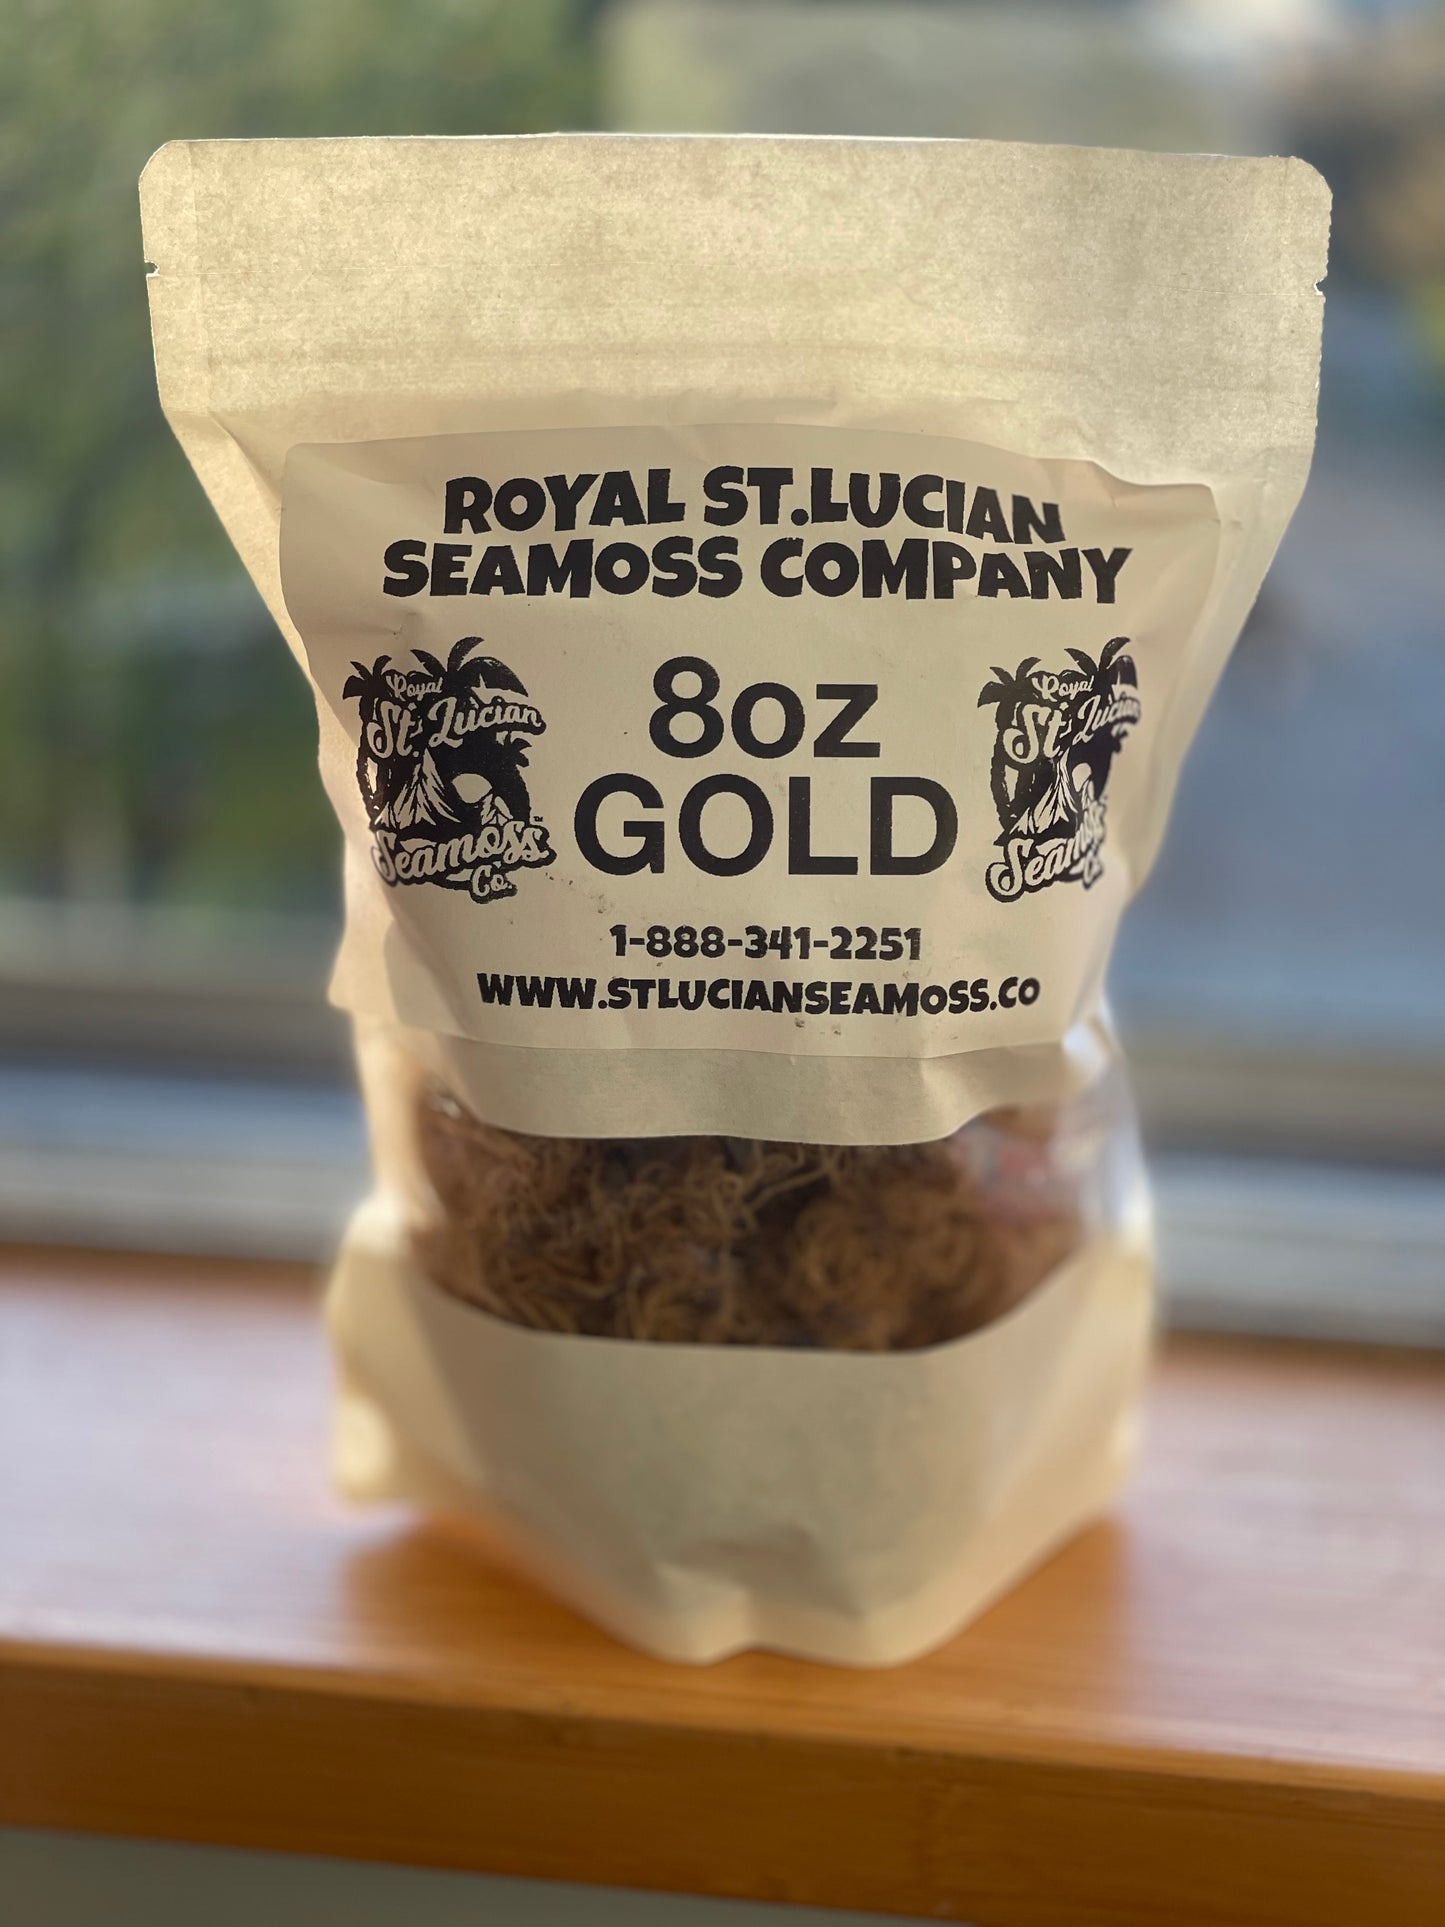 ROYAL ST.LUCIAN
SEAMOSS COMPANY
Royal
St. Lucian
Seamoss
Co.
8oz
GOLD
Royal
St. Lucian
Seamoss
Co.
1-888-341-2251
WWW.STLUCIANSEAMOSS.CO